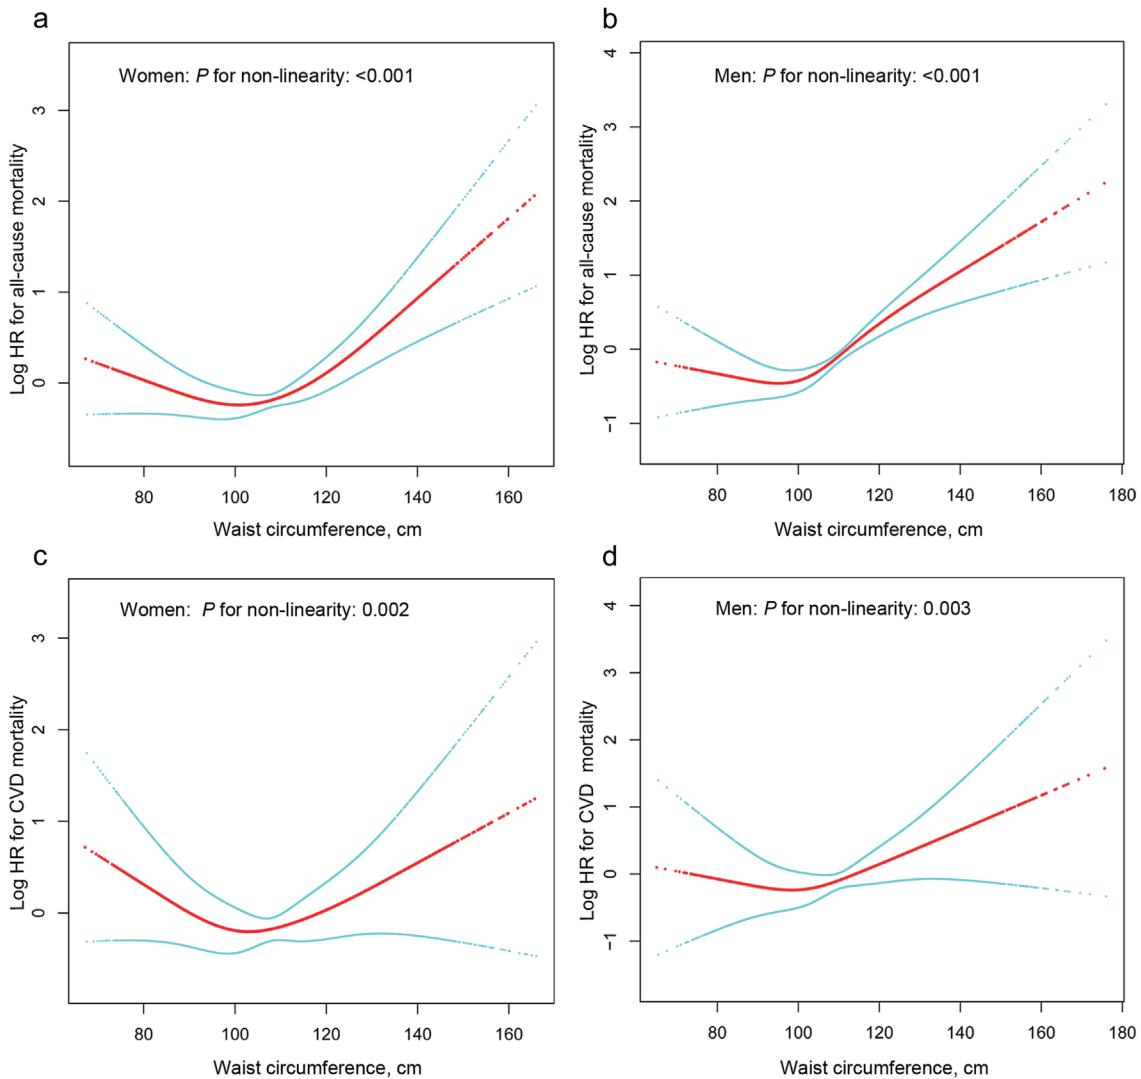 a
Women: P for non-linearity: <0.001
Log HR for all-cause mortality
3
2
1
0
80 100 120 140 160
Waist circumference, cm
b
Men: P for non-linearity: <0.001
Log HR for all-cause mortality
4
3
2
1
0
−1
80 100 120 140 160 180
Waist circumference, cm
c
Women: P for non-linearity: 0.002
Log HR for CVD mortality
3
2
1
0
80 100 120 140 160
Waist circumference, cm
d
Men: P for non-linearity: 0.003
Log HR for CVD mortality
4
3
2
1
0
−1
80 100 120 140 160 180
Waist circumference, cm